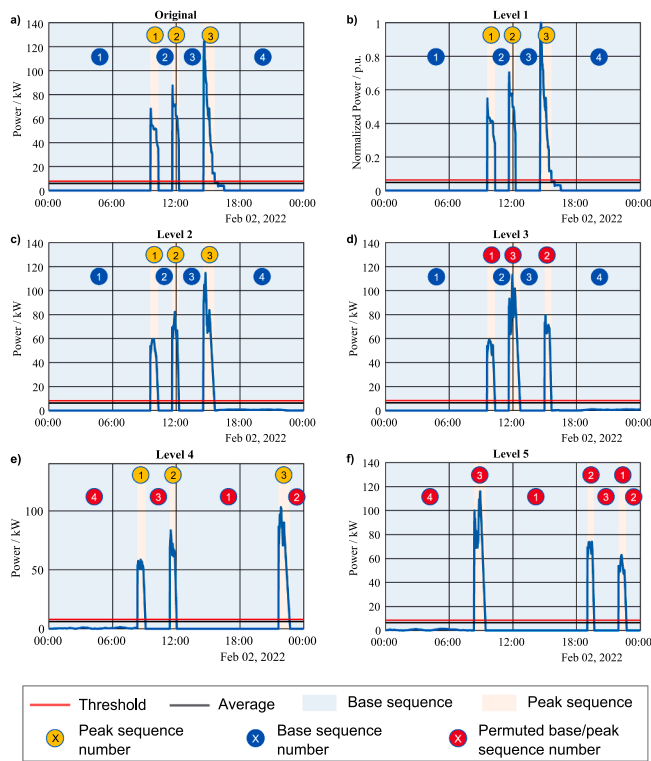 a) Original
140
120
100
80
60
40
20
0
Power / kW
1 2 3
1 2 3 4
00:00 06:00 12:00 18:00 00:00
Feb 02, 2022
b) Level 1
1
0.8
0.6
0.4
0.2
0
Normalized Power / p.u.
1 2 3
1 2 3 4
00:00 06:00 12:00 18:00 00:00
Feb 02, 2022
c) Level 2
140
120
100
80
60
40
20
0
Power / kW
1 2 3
1 2 3 4
00:00 06:00 12:00 18:00 00:00
Feb 02, 2022
d) Level 3
140
120
100
80
60
40
20
0
Power / kW
1 3 2
1 2 3 4
00:00 06:00 12:00 18:00 00:00
Feb 02, 2022
e) Level 4
100
50
0
Power / kW
1 2 3
4 3 1 2
00:00 06:00 12:00 18:00 00:00
Feb 02, 2022
f) Level 5
140
120
100
80
60
40
20
0
Power / kW
3 2 1
4 1 3 2
00:00 06:00 12:00 18:00 00:00
Feb 02, 2022
Threshold Average Base sequence Peak sequence
X Peak sequence number
X Base sequence number
X Permuted base/peak sequence number